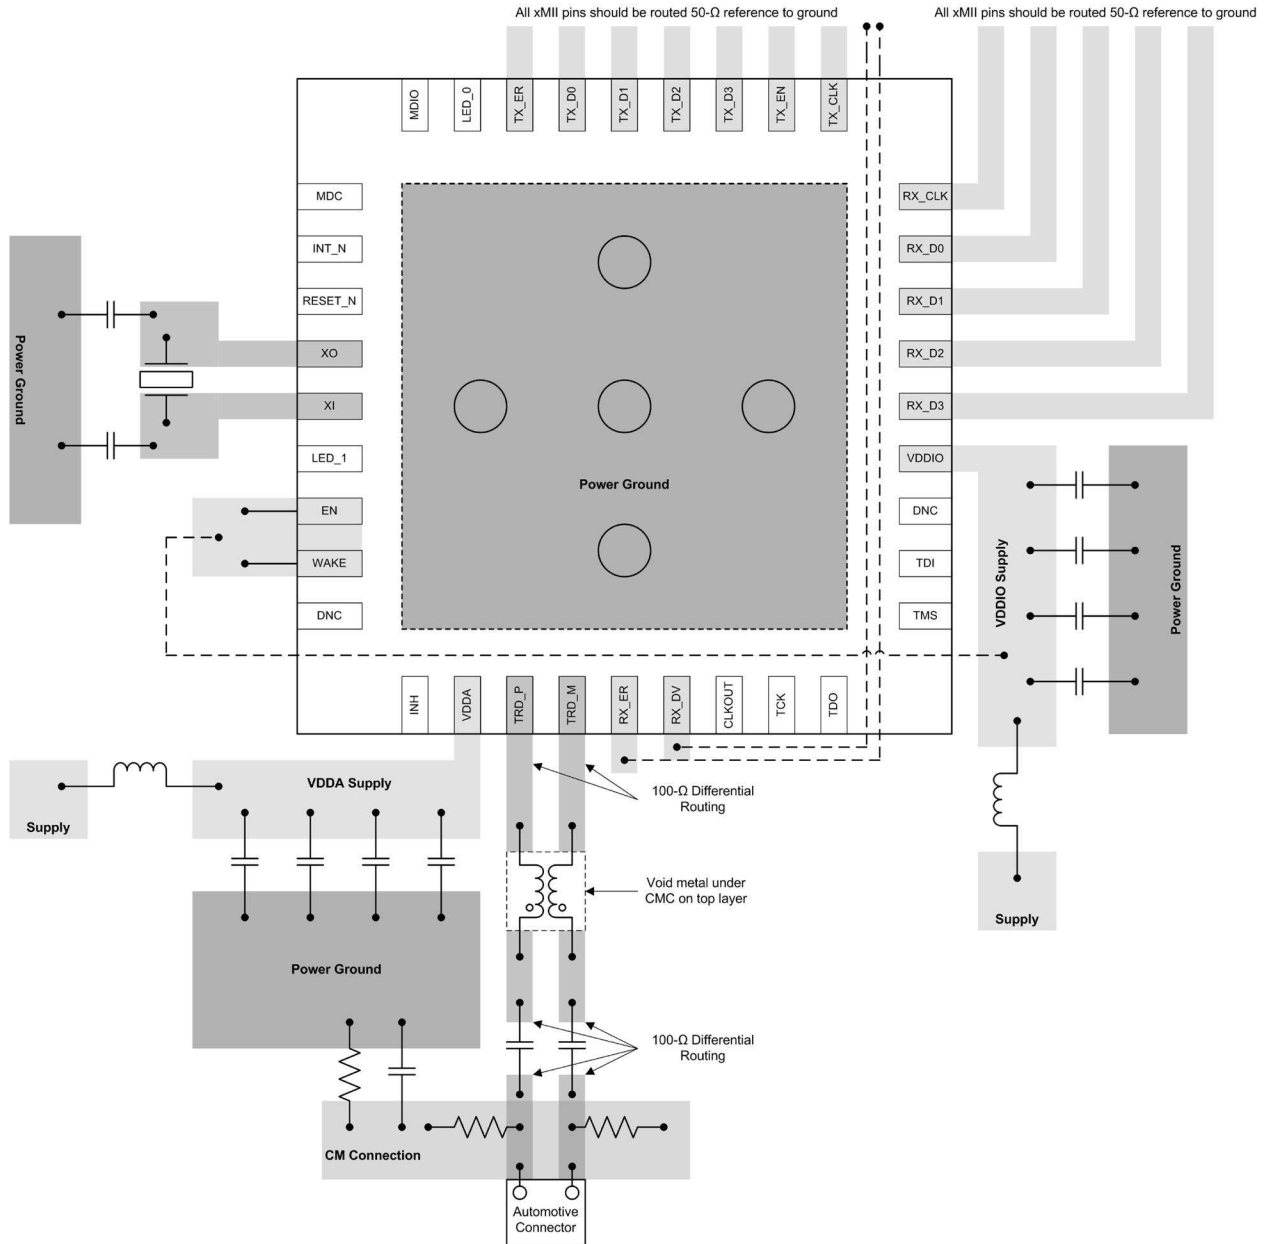 All xMII pins should be routed 50-Ω reference to ground
All xMII pins should be routed 50-Ω reference to ground
MDIO
LED_0
TX_ER
TX_D0
TX_D1
TX_D2
TX_D3
TX_EN
TX_CLK
MDC
INT_N
RESET_N
XO
XI
LED_1
EN
WAKE
DNC
Power Ground
Power Ground
RX_CLK
RX_D0
RX_D1
RX_D2
RX_D3
VDDIO
DNC
TDI
TMS
VDDIO Supply
Power Ground
INH
VDDA
TRD_P
TRD_M
RX_ER
RX_DV
CLKOUT
TCK
TDO
Supply
VDDA Supply
100-Ω Differential
Routing
Void metal under
CMC on top layer
Supply
Power Ground
100-Ω Differential
Routing
CM Connection
Automotive
Connector